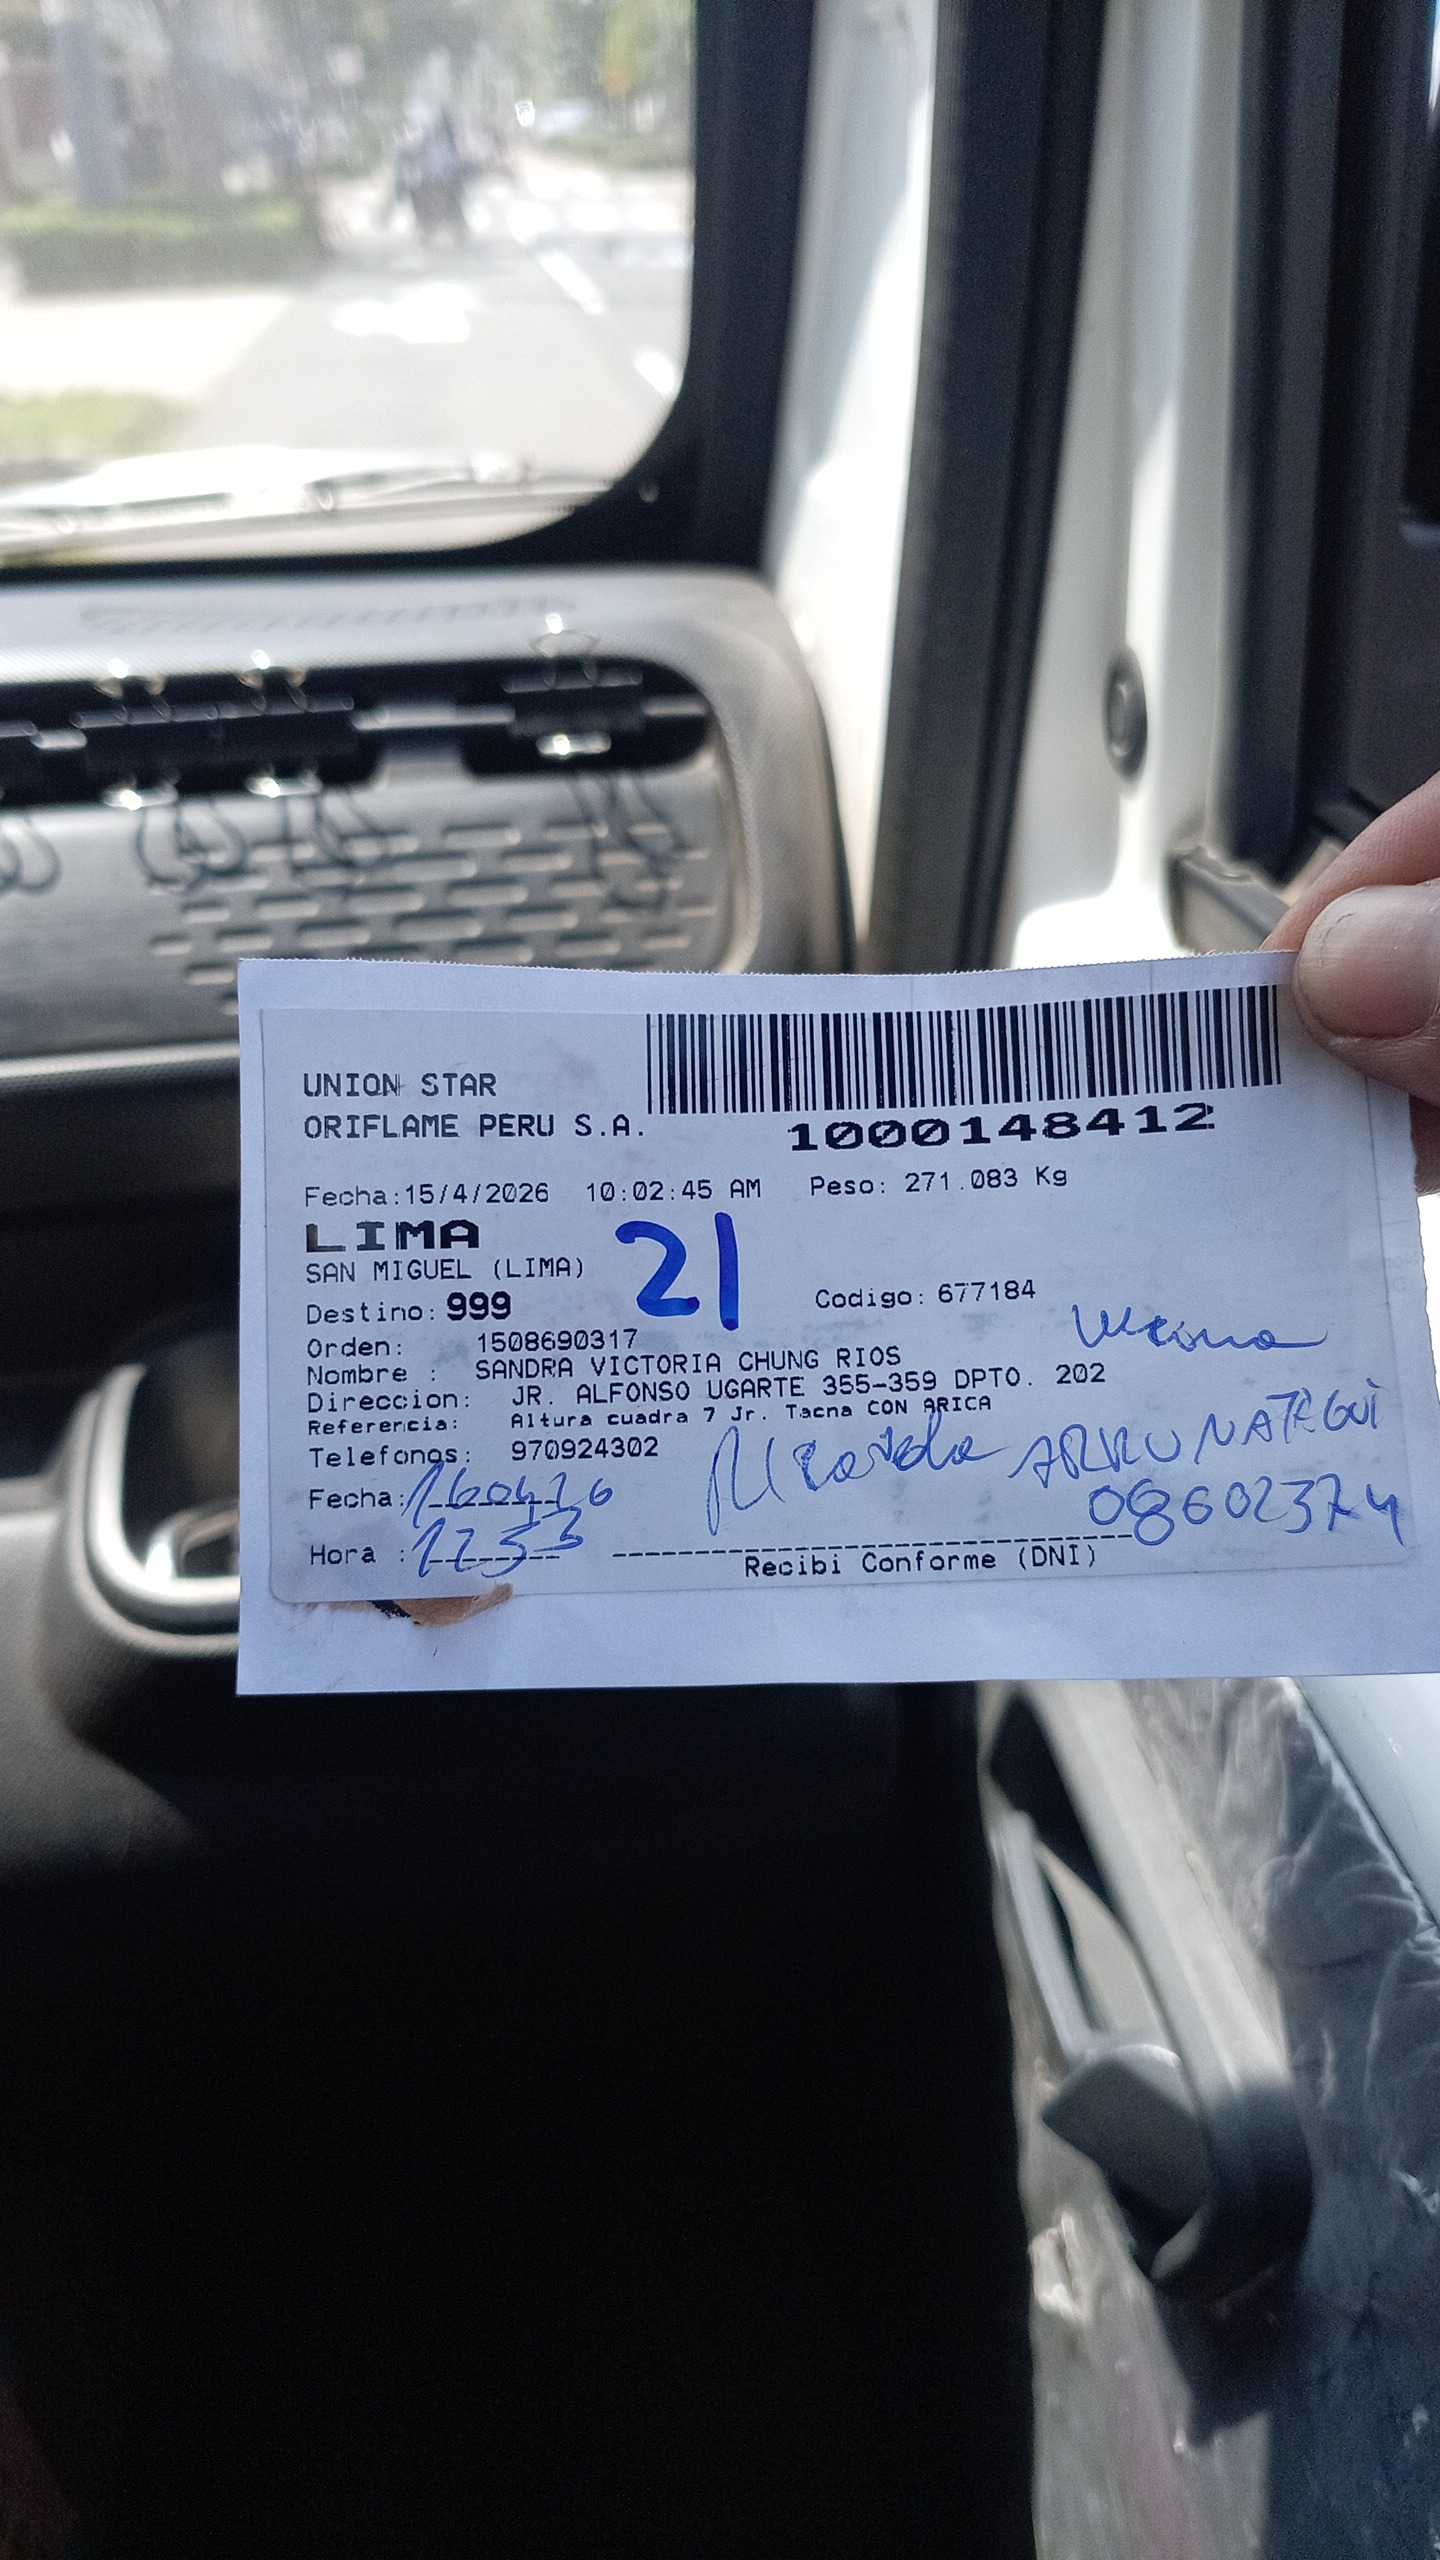 UNION STAR
ORIFLAME PERU S.A.
1000148412
Fecha:15/4/2026 10:02:45 AM Peso: 271.083 Kg
LIMA
21
SAN MIGUEL (LIMA)
Destino: 999 Codigo: 677184
Orden: 1508690317
Nombre : SANDRA VICTORIA CHUNG RIOS
Direccion: JR. ALFONSO UGARTE 355-359 DPTO. 202
Referencia: Altura cuadra 7 Jr. Tacna CON ARICA
Telefonos: 970924302
Ricardo ARRUNATEGUI
Fecha: 160426
08602374
Hora : 1253
Recibi Conforme (DNI)